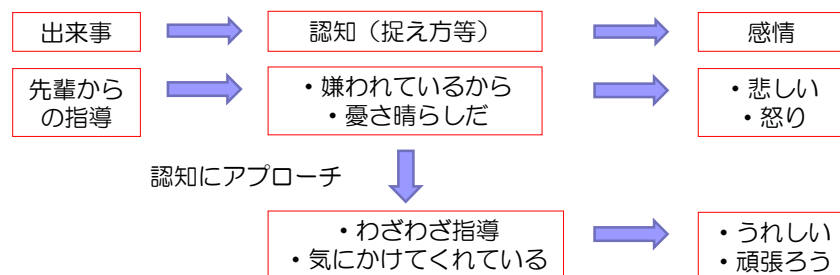 出来事
認知（捉え方等）
感情
先輩から
の指導
・嫌われているから
・憂さ晴らしだ
・悲しい
・怒り
認知にアプローチ
・わざわざ指導
・気にかけてくれている
・うれしい
・頑張ろう